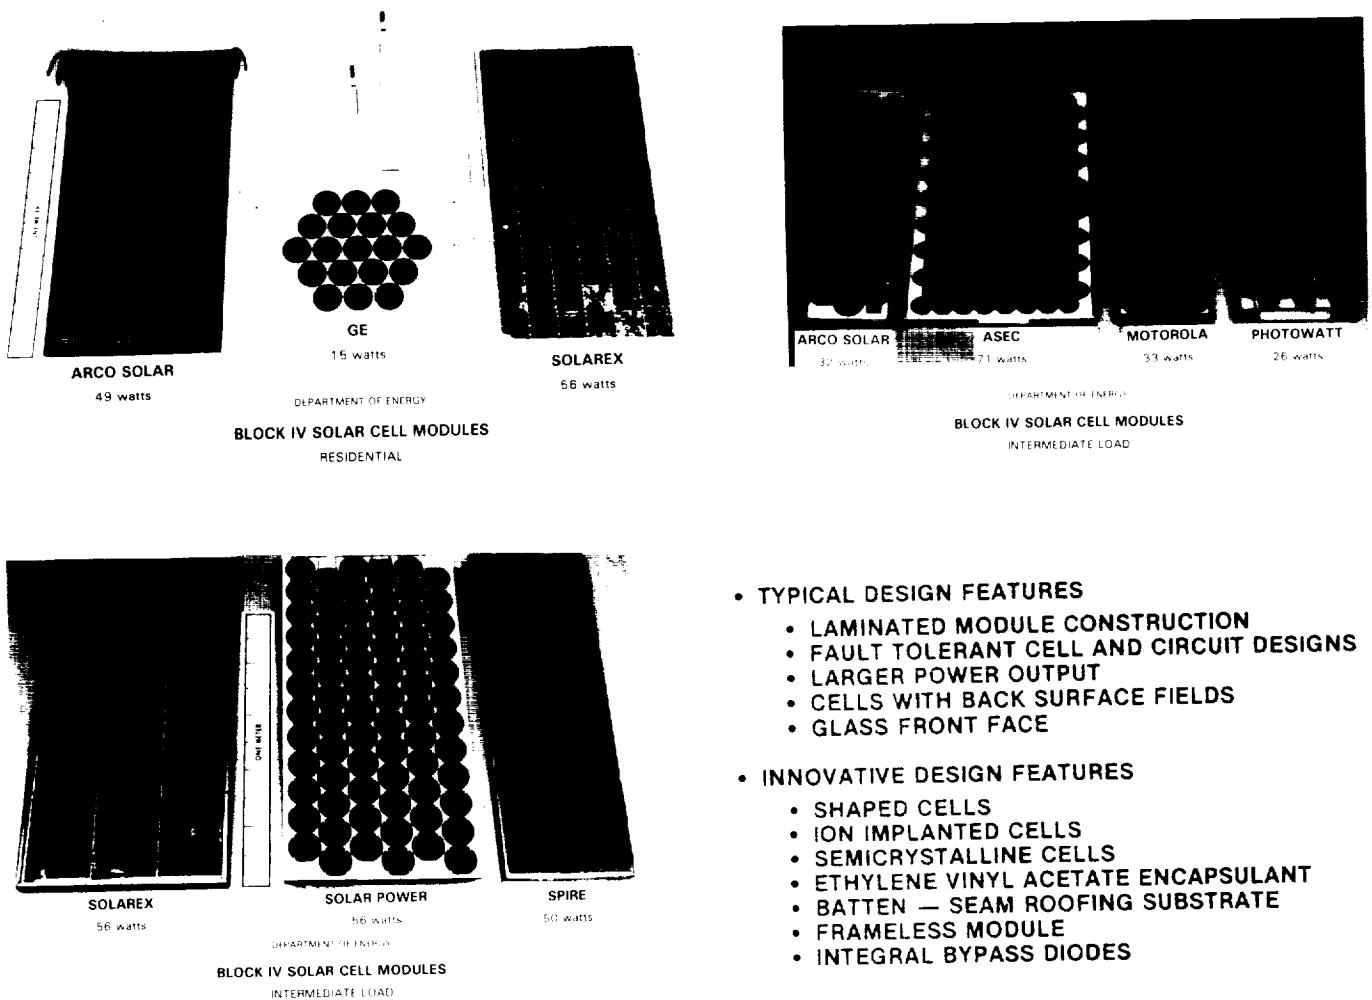 ONE METER
ARCO SOLAR
49 watts
GE
15 watts
SOLAREX
56 watts
DEPARTMENT OF ENERGY
BLOCK IV SOLAR CELL MODULES
RESIDENTIAL
ARCO SOLAR
32 watts
ASEC
71 watts
MOTOROLA
33 watts
PHOTOWATT
26 watts
DEPARTMENT OF ENERGY
BLOCK IV SOLAR CELL MODULES
INTERMEDIATE LOAD
ONE METER
SOLAREX
56 watts
SOLAR POWER
56 watts
SPIRE
50 watts
DEPARTMENT OF ENERGY
BLOCK IV SOLAR CELL MODULES
INTERMEDIATE LOAD
• TYPICAL DESIGN FEATURES
• LAMINATED MODULE CONSTRUCTION
• FAULT TOLERANT CELL AND CIRCUIT DESIGNS
• LARGER POWER OUTPUT
• CELLS WITH BACK SURFACE FIELDS
• GLASS FRONT FACE
• INNOVATIVE DESIGN FEATURES
• SHAPED CELLS
• ION IMPLANTED CELLS
• SEMICRYSTALLINE CELLS
• ETHYLENE VINYL ACETATE ENCAPSULANT
• BATTEN — SEAM ROOFING SUBSTRATE
• FRAMELESS MODULE
• INTEGRAL BYPASS DIODES